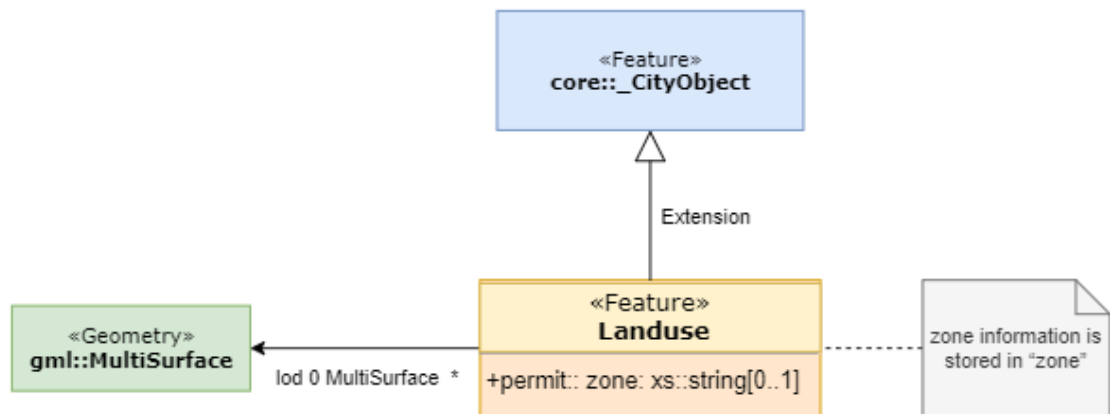 «Feature»
core::_CityObject
Extension
«Feature»
Landuse
+permit:: zone: xs::string[0..1]
«Geometry»
gml::MultiSurface
lod 0 MultiSurface *
zone information is
stored in “zone”